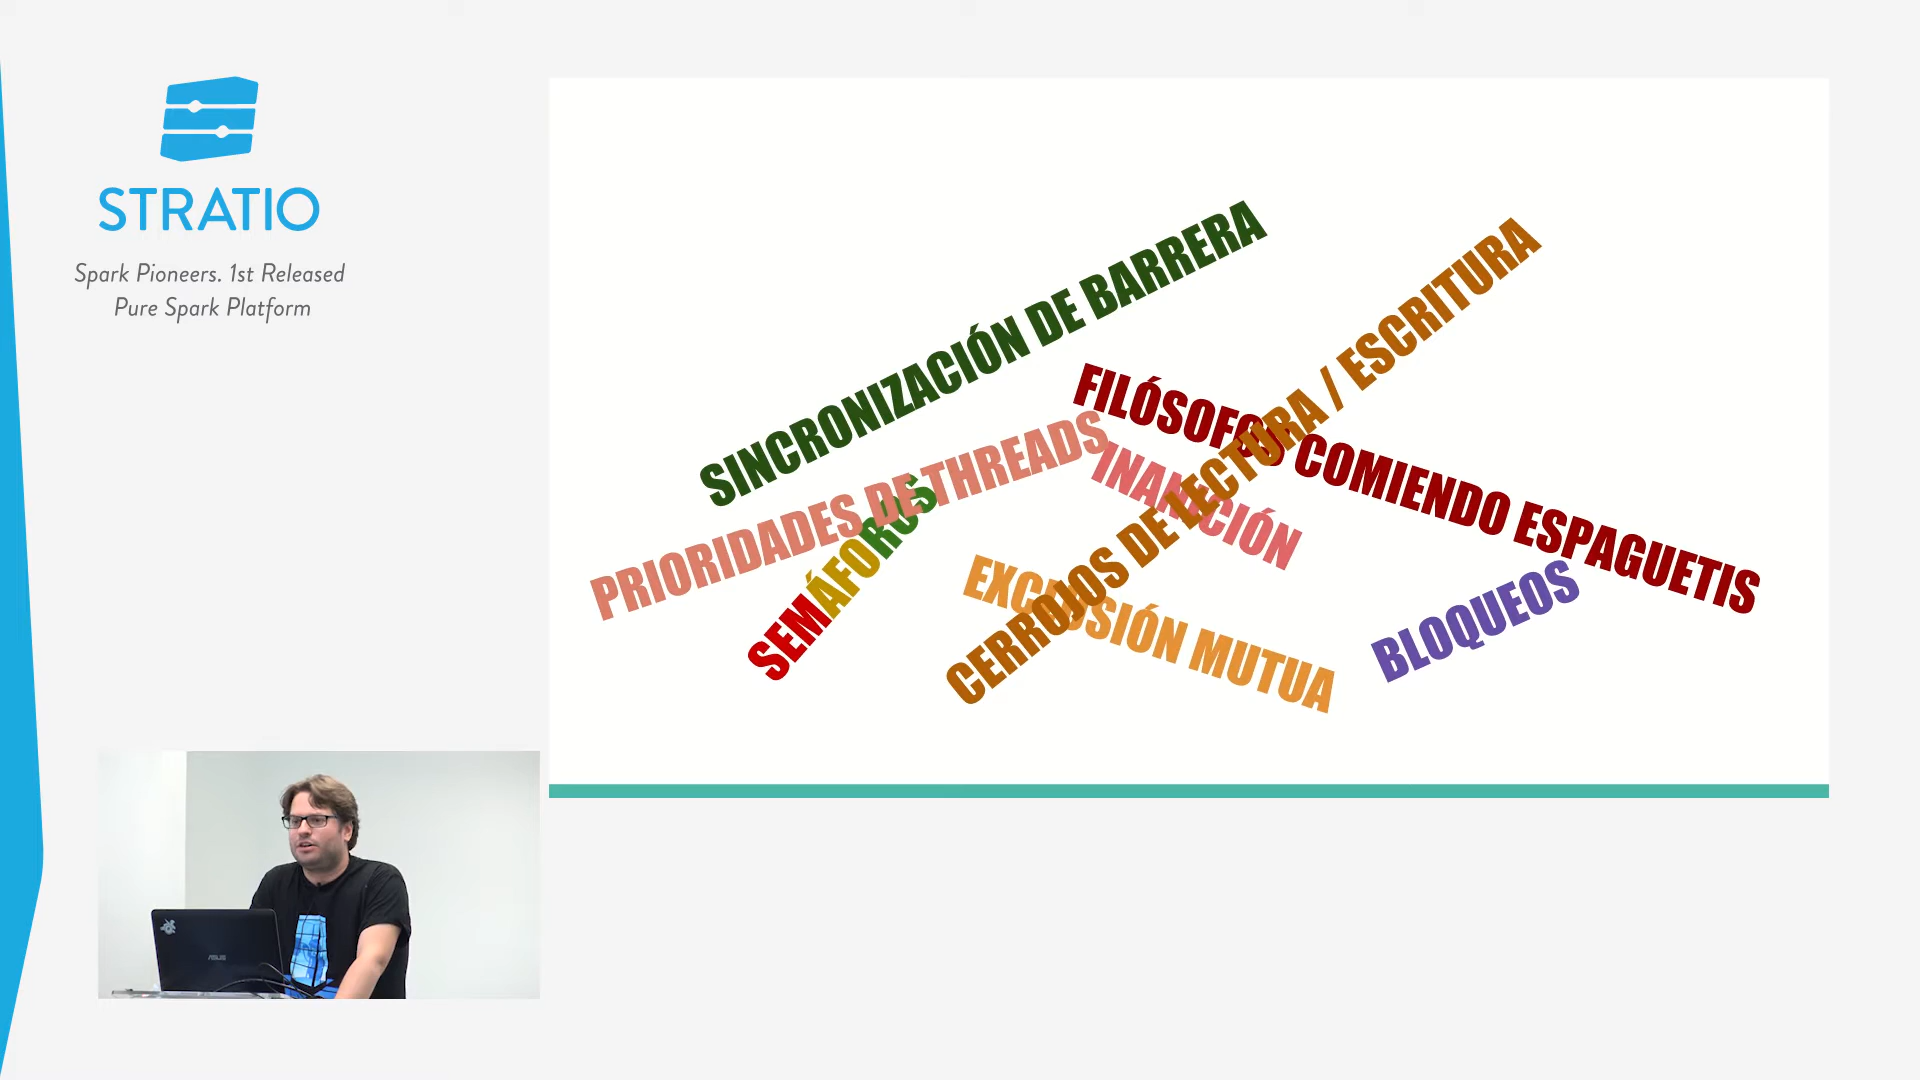 STRATIO
Spark Pioneers. 1st Released
Pure Spark Platform
SINCRONIZACIÓN DE BARRERA
CERROJOS DE LECTURA / ESCRITURA
FILÓSOFOS COMIENDO ESPAGUETIS
PRIORIDADES DE THREADS
INANICIÓN
SEMÁFOROS
EXCLUSIÓN MUTUA
BLOQUEOS
ASUS